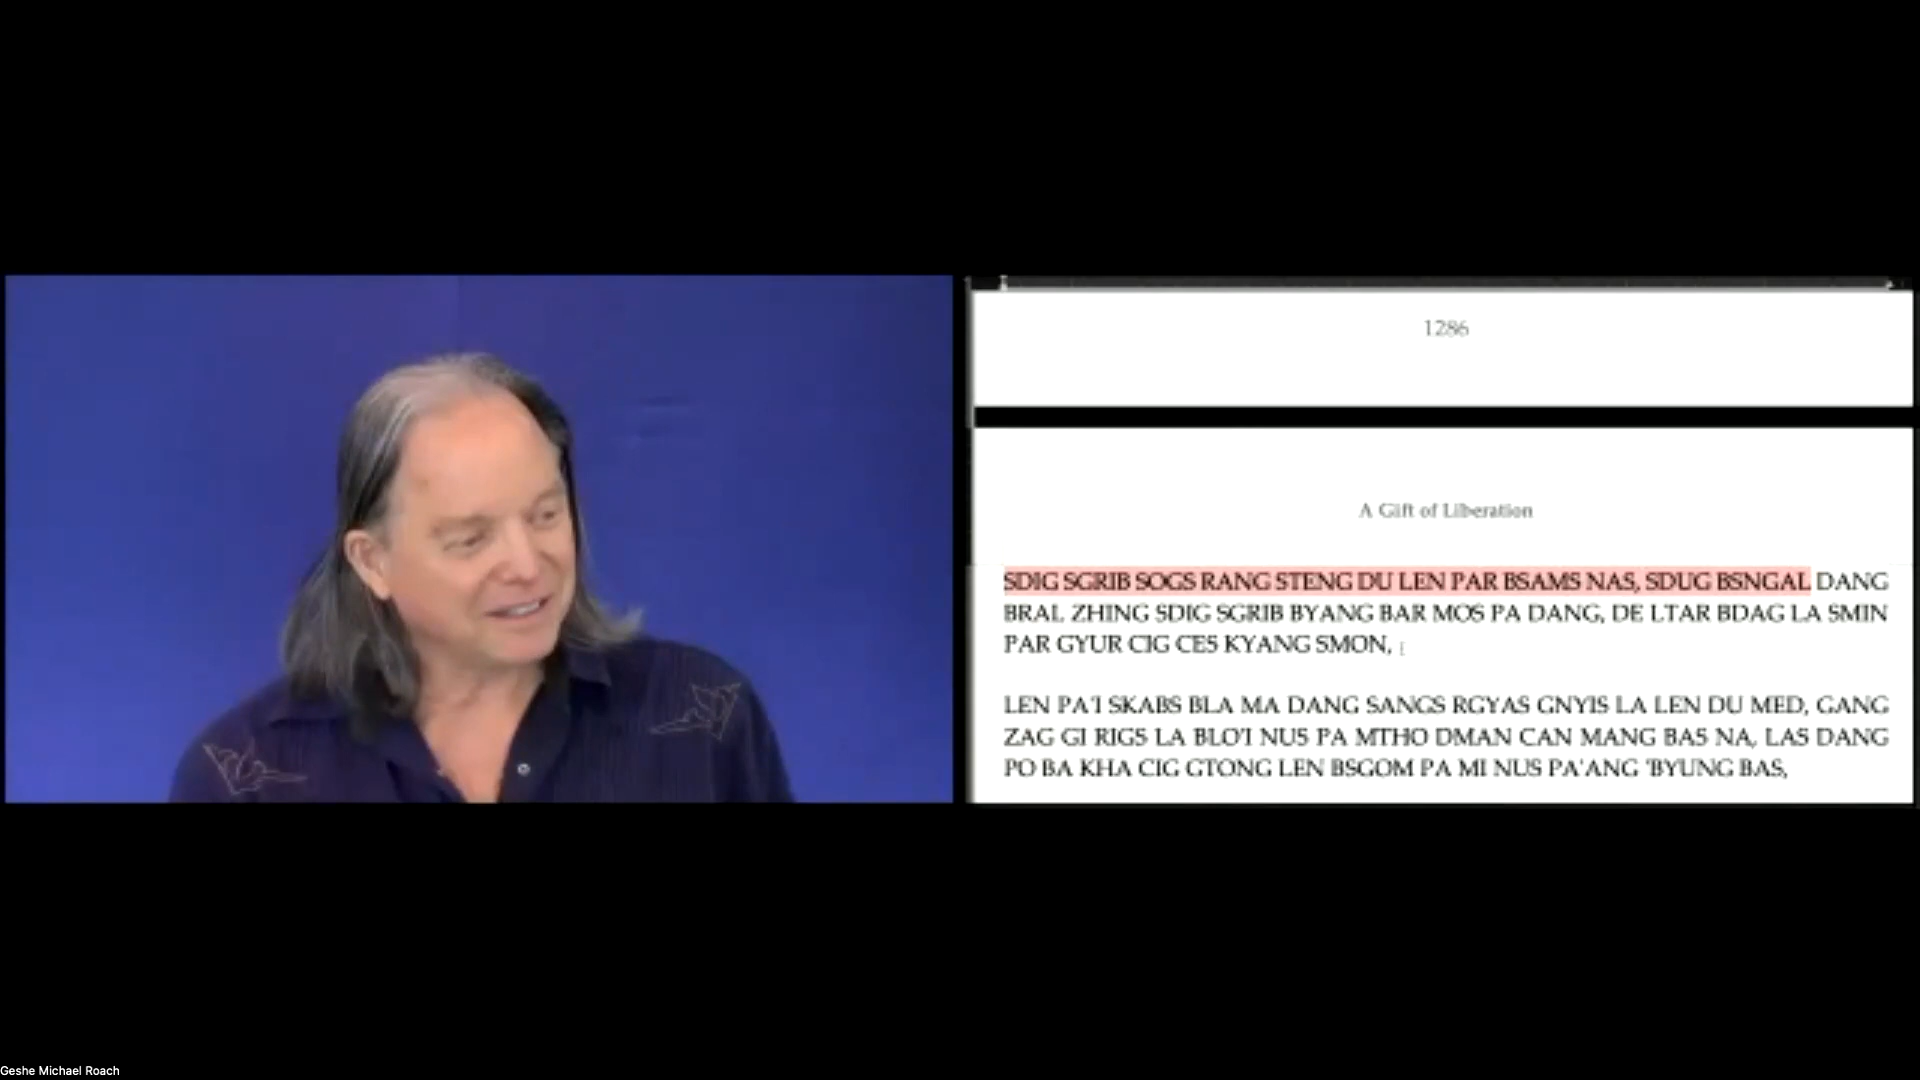 1286
A Gift of Liberation
SDIG SGRIB SOGS RANG STENG DU LEN PAR BSAMS NAS, SDUG BSNGAL DANG
BRAL ZHING SDIG SGRIB BYANG BAR MOS PA DANG, DE LTAR BDAG LA SMIN
PAR GYUR CIG CES KYANG SMON,
LEN PA'I SKABS BLA MA DANG SANGS RGYAS GNYIS LA LEN DU MED, GANG
ZAG GI RIGS LA BLO'I NUS PA MTHO DMAN CAN MANG BAS NA, LAS DANG
PO BA KHA CIG GTONG LEN BSGOM PA MI NUS PA'ANG 'BYUNG BAS,
Geshe Michael Roach